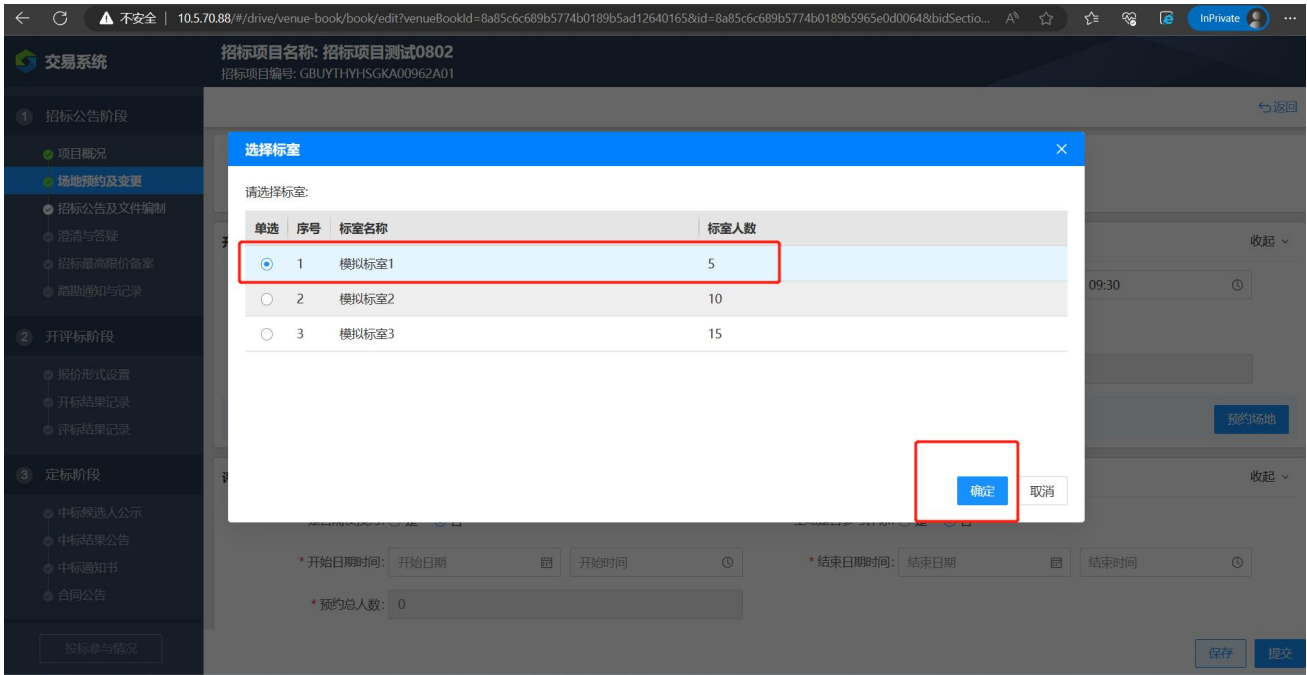 不安全 | 10.5.70.88/#/drive/venue-book/book/edit?venueBookId=8a85c6c689b5774b0189b5ad12640165&id=8a85c6c689b5774b0189b5965e0d0064&bidSectio...
InPrivate
交易系统
招标项目名称: 招标项目测试0802
招标项目编号: GBUYTHYHSGKA00962A01
1 招标公告阶段
返回
项目概况
场地预约及变更
招标公告及文件编制
澄清与答疑
招标最高限价备案
踏勘通知与记录
2 开评标阶段
报价形式设置
开标结果记录
评标结果记录
3 定标阶段
中标候选人公示
中标结果公告
中标通知书
合同公告
投标参与情况
选择标室
请选择标室:
单选 序号 标室名称 标室人数
1 模拟标室1 5
2 模拟标室2 10
3 模拟标室3 15
确定 取消
收起
09:30
预约场地
收起
* 开始日期时间: 开始日期 开始时间 * 结束日期时间: 结束日期 结束时间
* 预约总人数: 0
保存 提交